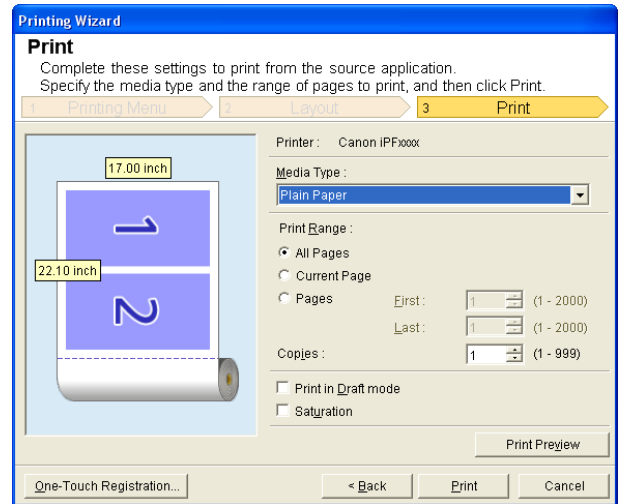 Printing Wizard
Print
Complete these settings to print from the source application.
Specify the media type and the range of pages to print, and then click Print.
1 Printing Menu 2 Layout 3 Print
Printer : Canon iPFxxxx
17.00 inch
Media Type :
Plain Paper
1
Print Range :
All Pages
22.10 inch
Current Page
Pages First : 1 (1 - 2000)
2
Last : 1 (1 - 2000)
Copies : 1 (1 - 999)
Print in Draft mode
Saturation
Print Preview
One-Touch Registration... < Back Print Cancel